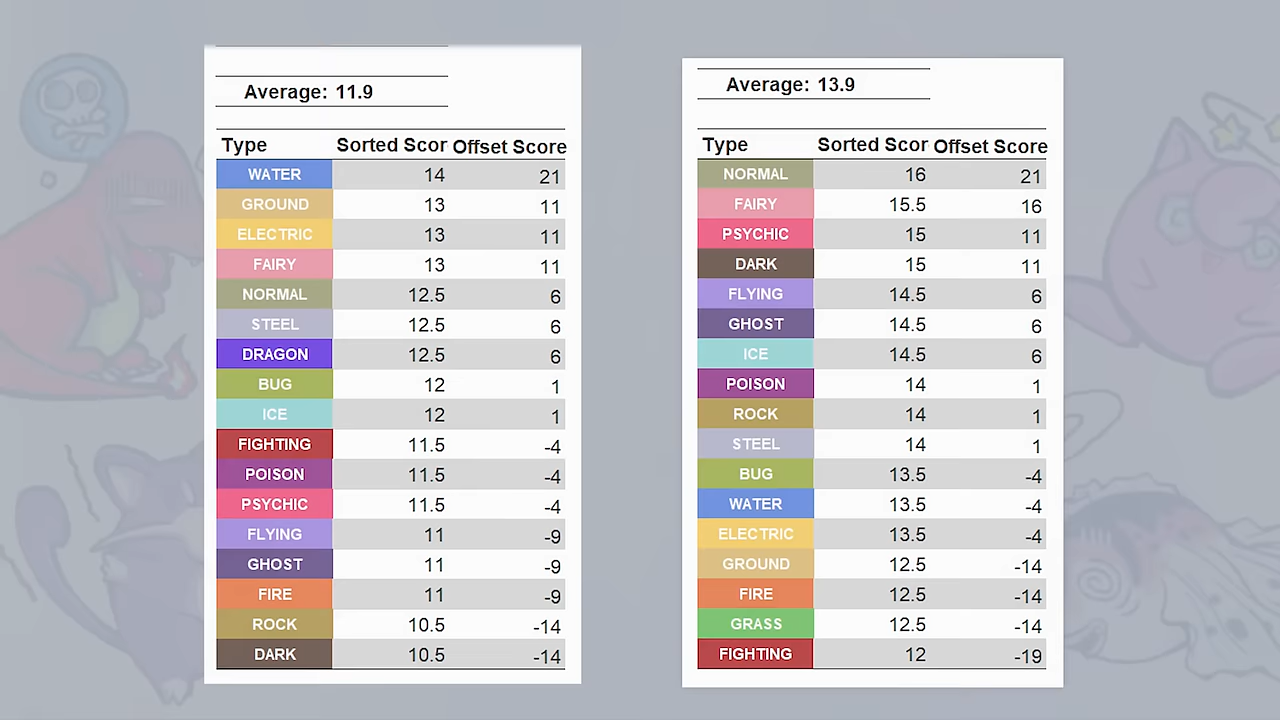 Average: 11.9
Type Sorted Scor Offset Score
WATER 14 21
GROUND 13 11
ELECTRIC 13 11
FAIRY 13 11
NORMAL 12.5 6
STEEL 12.5 6
DRAGON 12.5 6
BUG 12 1
ICE 12 1
FIGHTING 11.5 -4
POISON 11.5 -4
PSYCHIC 11.5 -4
FLYING 11 -9
GHOST 11 -9
FIRE 11 -9
ROCK 10.5 -14
DARK 10.5 -14
Average: 13.9
Type Sorted Scor Offset Score
NORMAL 16 21
FAIRY 15.5 16
PSYCHIC 15 11
DARK 15 11
FLYING 14.5 6
GHOST 14.5 6
ICE 14.5 6
POISON 14 1
ROCK 14 1
STEEL 14 1
BUG 13.5 -4
WATER 13.5 -4
ELECTRIC 13.5 -4
GROUND 12.5 -14
FIRE 12.5 -14
GRASS 12.5 -14
FIGHTING 12 -19